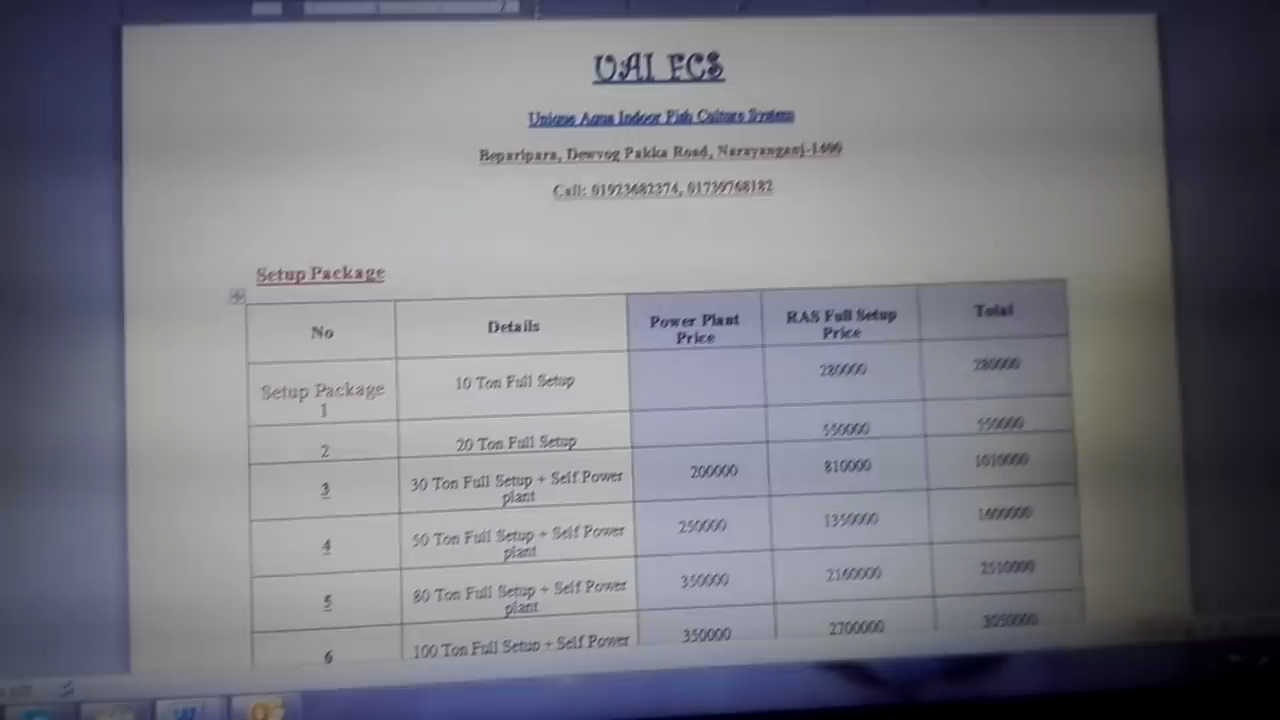 UAI FCS
Unique Aqua Indoor Fish Culture System
Beparipara, Dewvog Pakka Road, Narayanganj-1400
Call: 01923682374, 01739768182
Setup Package
No Details Power Plant Price RAS Full Setup Price Total
Setup Package 1 10 Ton Full Setup 280000 280000
2 20 Ton Full Setup 550000 550000
3 30 Ton Full Setup + Self Power plant 200000 810000 1010000
4 50 Ton Full Setup + Self Power plant 250000 1350000 1600000
5 80 Ton Full Setup + Self Power plant 350000 2160000 2510000
6 100 Ton Full Setup + Self Power 350000 2700000 3050000